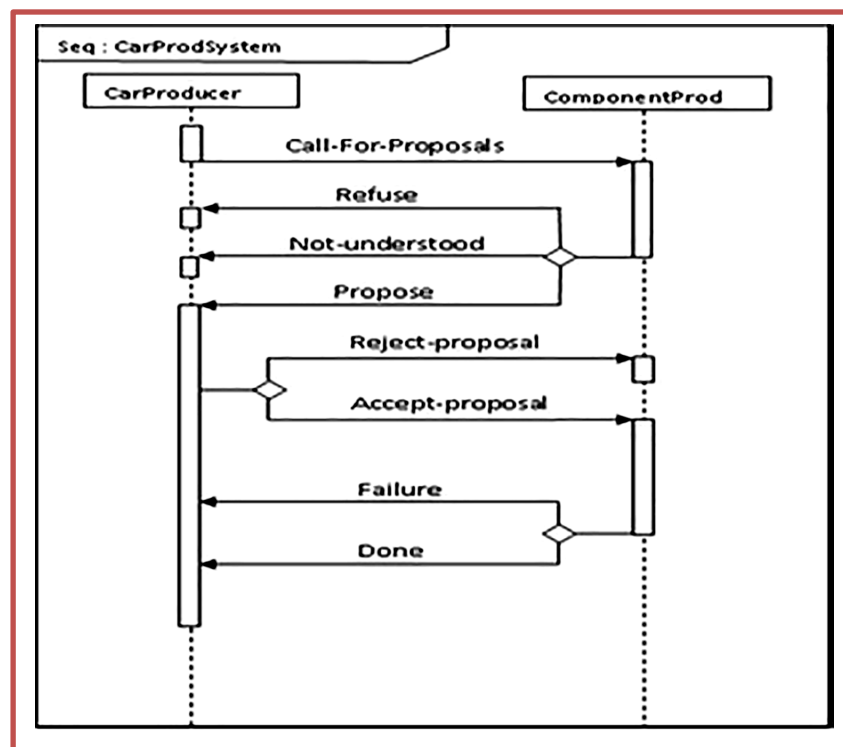 Seq : CarProdSystem
CarProducer
ComponentProd
Call-For-Proposals
Refuse
Not-understood
Propose
Reject-proposal
Accept-proposal
Failure
Done